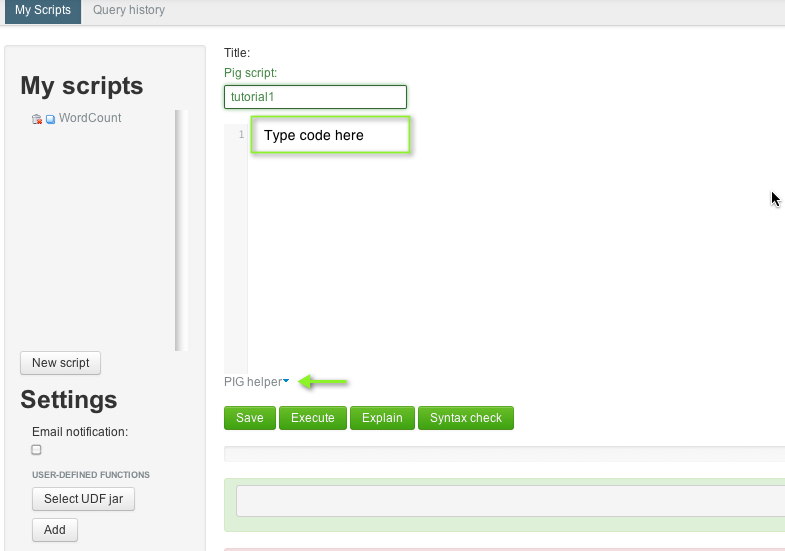 My Scripts
Query history
My scripts
WordCount
New script
Settings
Email notification:
USER-DEFINED FUNCTIONS
Select UDF jar
Add
Title:
Pig script:
tutorial1
1
Type code here
PIG helper
Save
Execute
Explain
Syntax check